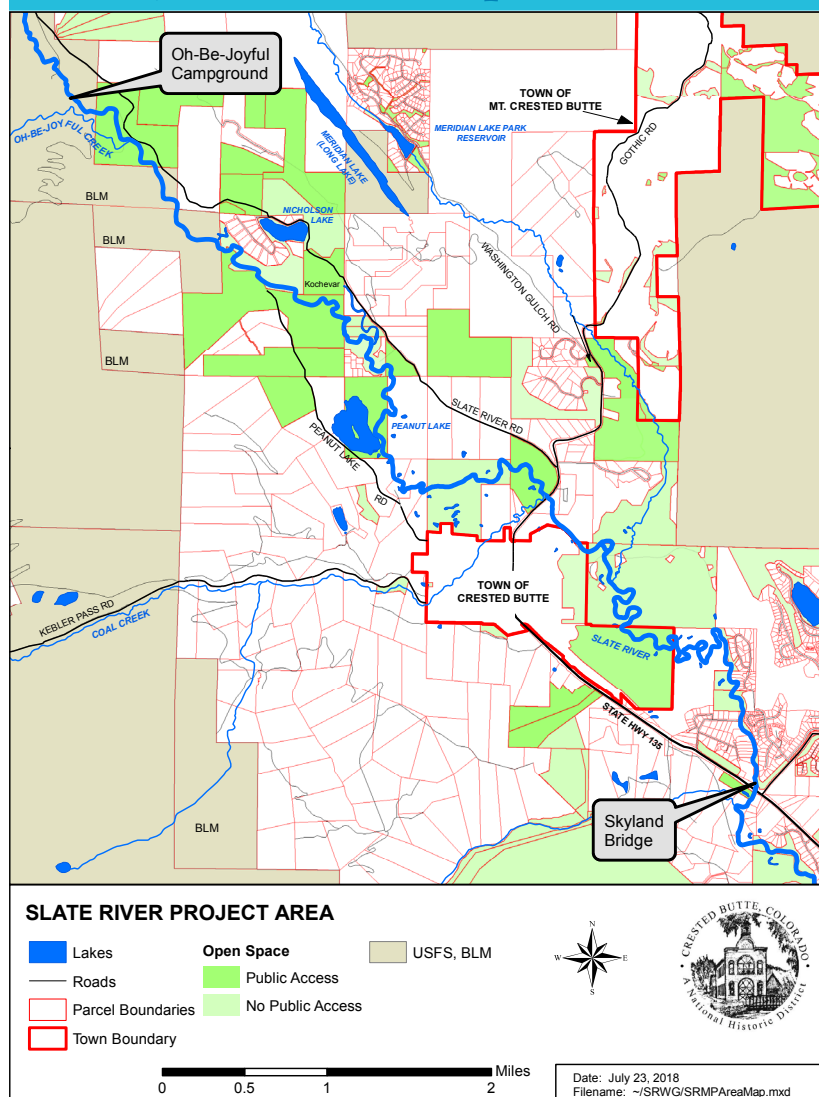 Oh-Be-Joyful
Campground
TOWN OF
MT. CRESTED BUTTE
GOTHIC RD
MERIDIAN LAKE PARK
RESERVOIR
MERIDIAN LAKE
(LONG LAKE)
OH-BE-JOYFUL CREEK
BLM
NICHOLSON
LAKE
BLM
WASHINGTON GULCH RD
Kochevar
BLM
SLATE RIVER RD
PEANUT LAKE
PEANUT LAKE
RD
TOWN OF
CRESTED BUTTE
KEBLER PASS RD
COAL CREEK
SLATE RIVER
STATE HWY 135
BLM
Skyland
Bridge
SLATE RIVER PROJECT AREA
Lakes
Roads
Parcel Boundaries
Town Boundary
Open Space
Public Access
No Public Access
USFS, BLM
N
W
E
S
CRESTED BUTTE, COLORADO
A National Historic District
Miles
0
0.5
1
2
Date: July 23, 2018
Filename: ~/SRWG/SRMPAreaMap.mxd